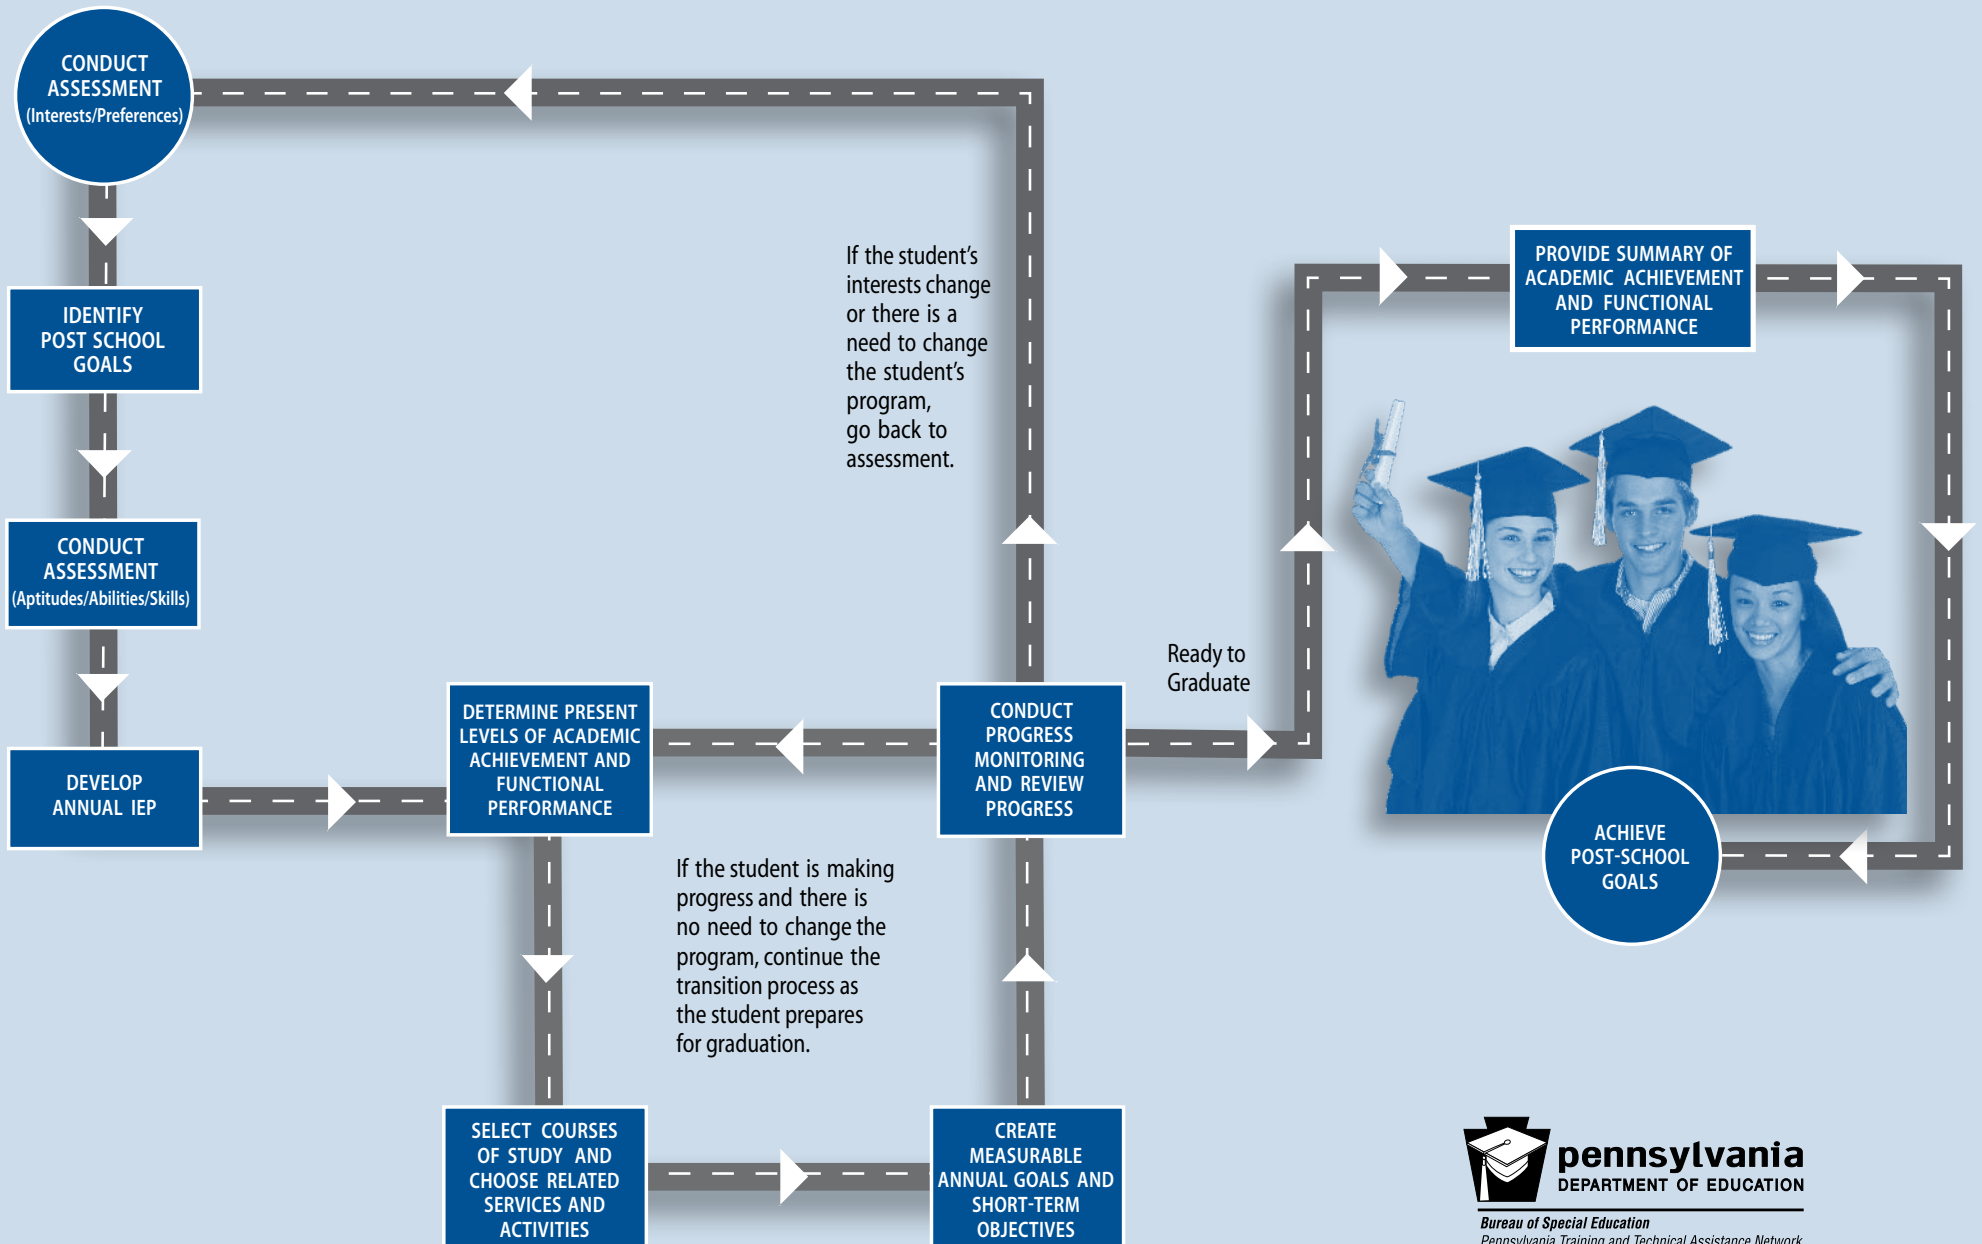 CONDUCT
ASSESSMENT
(Interests/Preferences)
IDENTIFY
POST SCHOOL
GOALS
CONDUCT
ASSESSMENT
(Aptitudes/Abilities/Skills)
DEVELOP
ANNUAL IEP
DETERMINE PRESENT
LEVELS OF ACADEMIC
ACHIEVEMENT AND
FUNCTIONAL
PERFORMANCE
SELECT COURSES
OF STUDY AND
CHOOSE RELATED
SERVICES AND
ACTIVITIES
If the student is making
progress and there is
no need to change the
program, continue the
transition process as
the student prepares
for graduation.
CREATE
MEASURABLE
ANNUAL GOALS AND
SHORT-TERM
OBJECTIVES
CONDUCT
PROGRESS
MONITORING
AND REVIEW
PROGRESS
If the student's
interests change
or there is a
need to change
the student's
program,
go back to
assessment.
Ready to
Graduate
PROVIDE SUMMARY OF
ACADEMIC ACHIEVEMENT
AND FUNCTIONAL
PERFORMANCE
ACHIEVE
POST-SCHOOL
GOALS
pennsylvania
DEPARTMENT OF EDUCATION
Bureau of Special Education
Pennsylvania Training and Technical Assistance Network